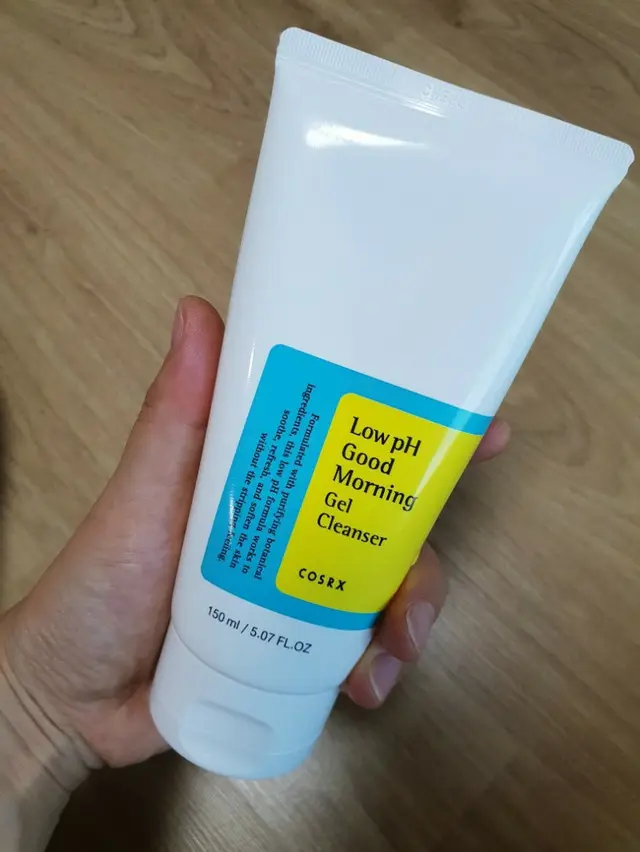 Low pH
Good
Morning
Gel
Cleanser
COSRX
Formulated with purifying botanical
ingredients, this low pH formula works to
soothe, refresh, and soften the skin
without the stripping feeling.
150 ml / 5.07 FL.OZ